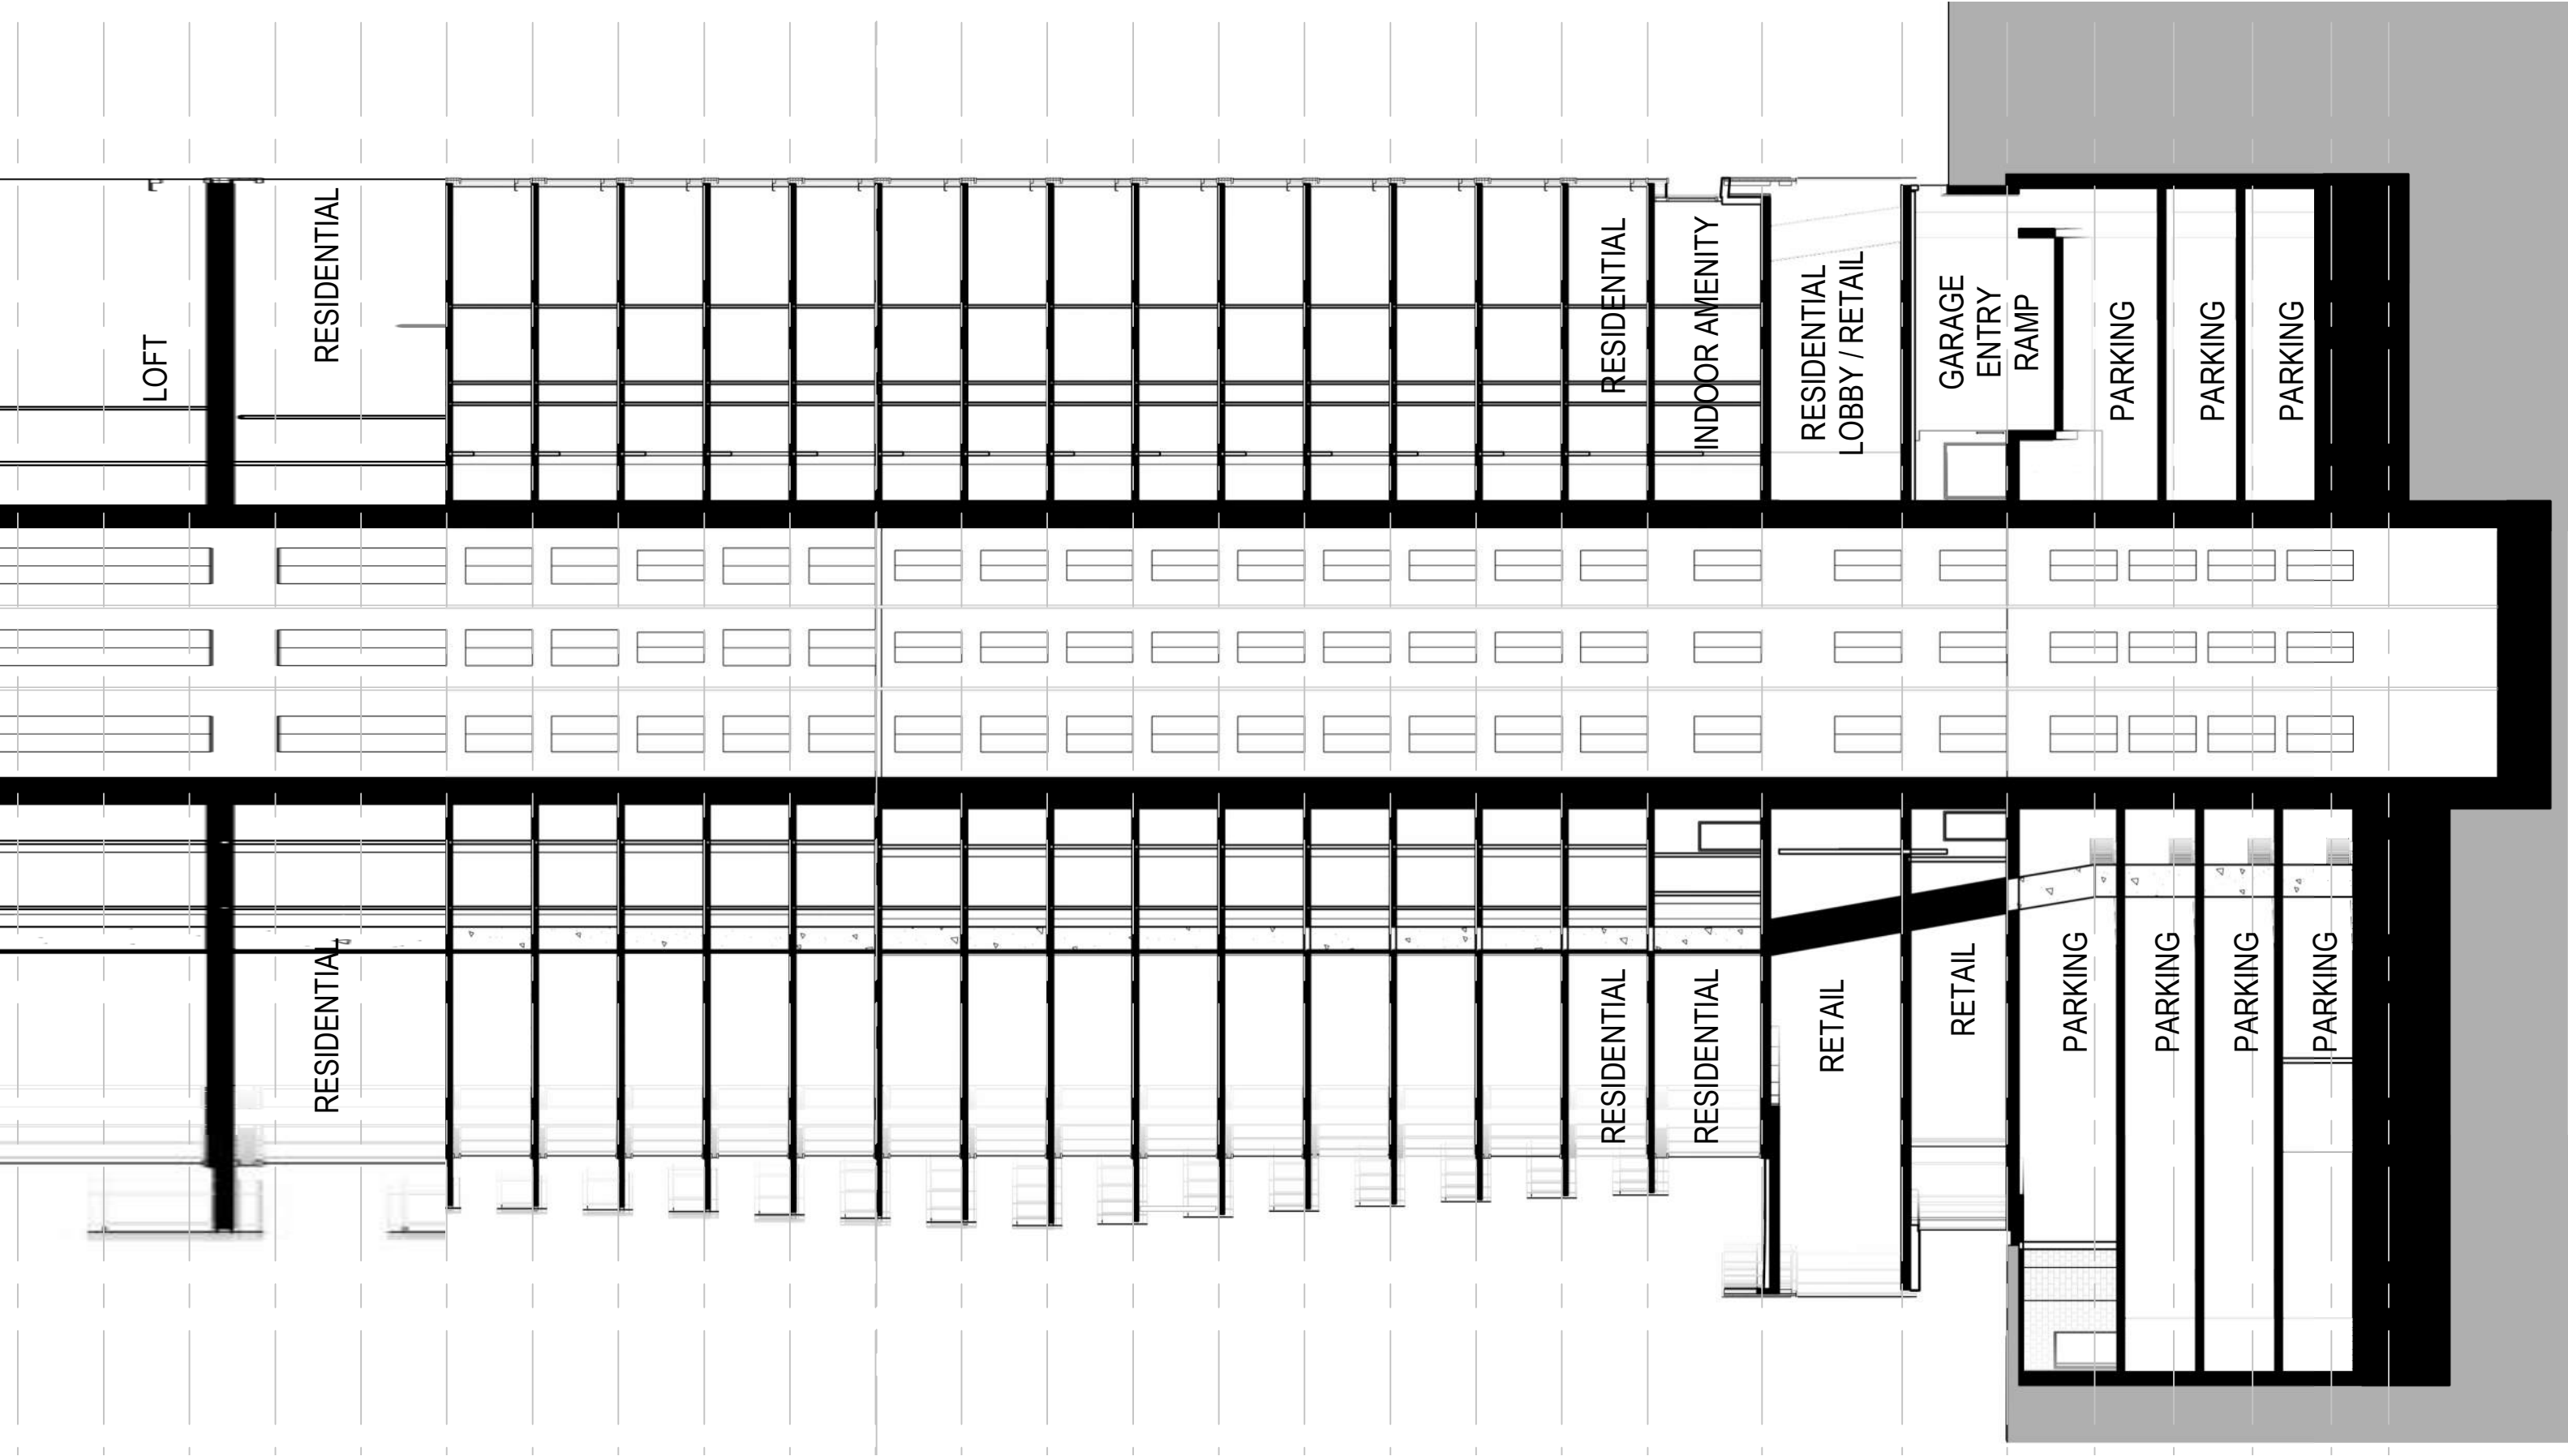 LOFT
RESIDENTIAL
RESIDENTIAL
INDOOR AMENITY
RESIDENTIAL
LOBBY / RETAIL
GARAGE
ENTRY
RAMP
PARKING
PARKING
PARKING
RESIDENTIAL
RESIDENTIAL
RESIDENTIAL
RETAIL
RETAIL
PARKING
PARKING
PARKING
PARKING